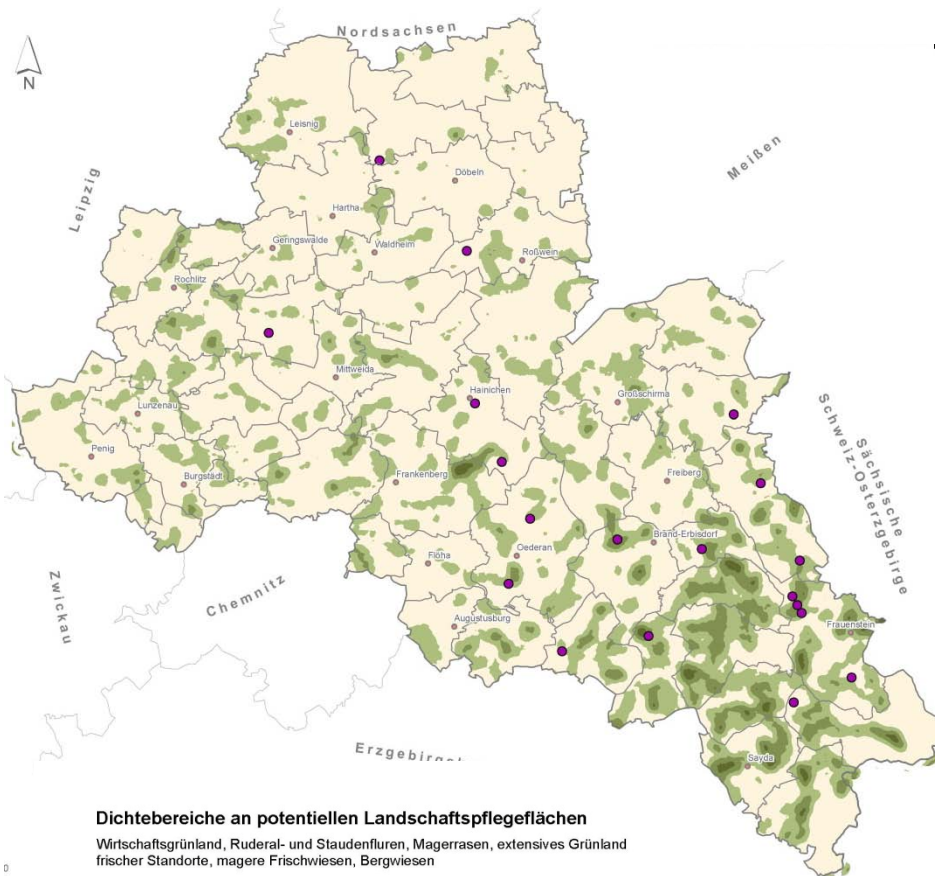 Nordsachsen
N
Leisnig
Meißen
Döbeln
Leipzig
Hartha
Geringswalde
Waldheim
Roßwein
Rochlitz
Mittweida
Hainichen
Großschirma
Lunzenau
Sächsische
Schweiz-Osterzgebirge
Penig
Burgstädt
Frankenberg
Freiberg
Brand-Erbisdorf
Oederan
Flöha
Zwickau
Chemnitz
Augustusburg
Frauenstein
Erzgebirgs
Sayda
Dichtebereiche an potentiellen Landschaftspflegeflächen
Wirtschaftsgrünland, Ruderal- und Staudenfluren, Magerrasen, extensives Grünland
frischer Standorte, magere Frischwiesen, Bergwiesen
0